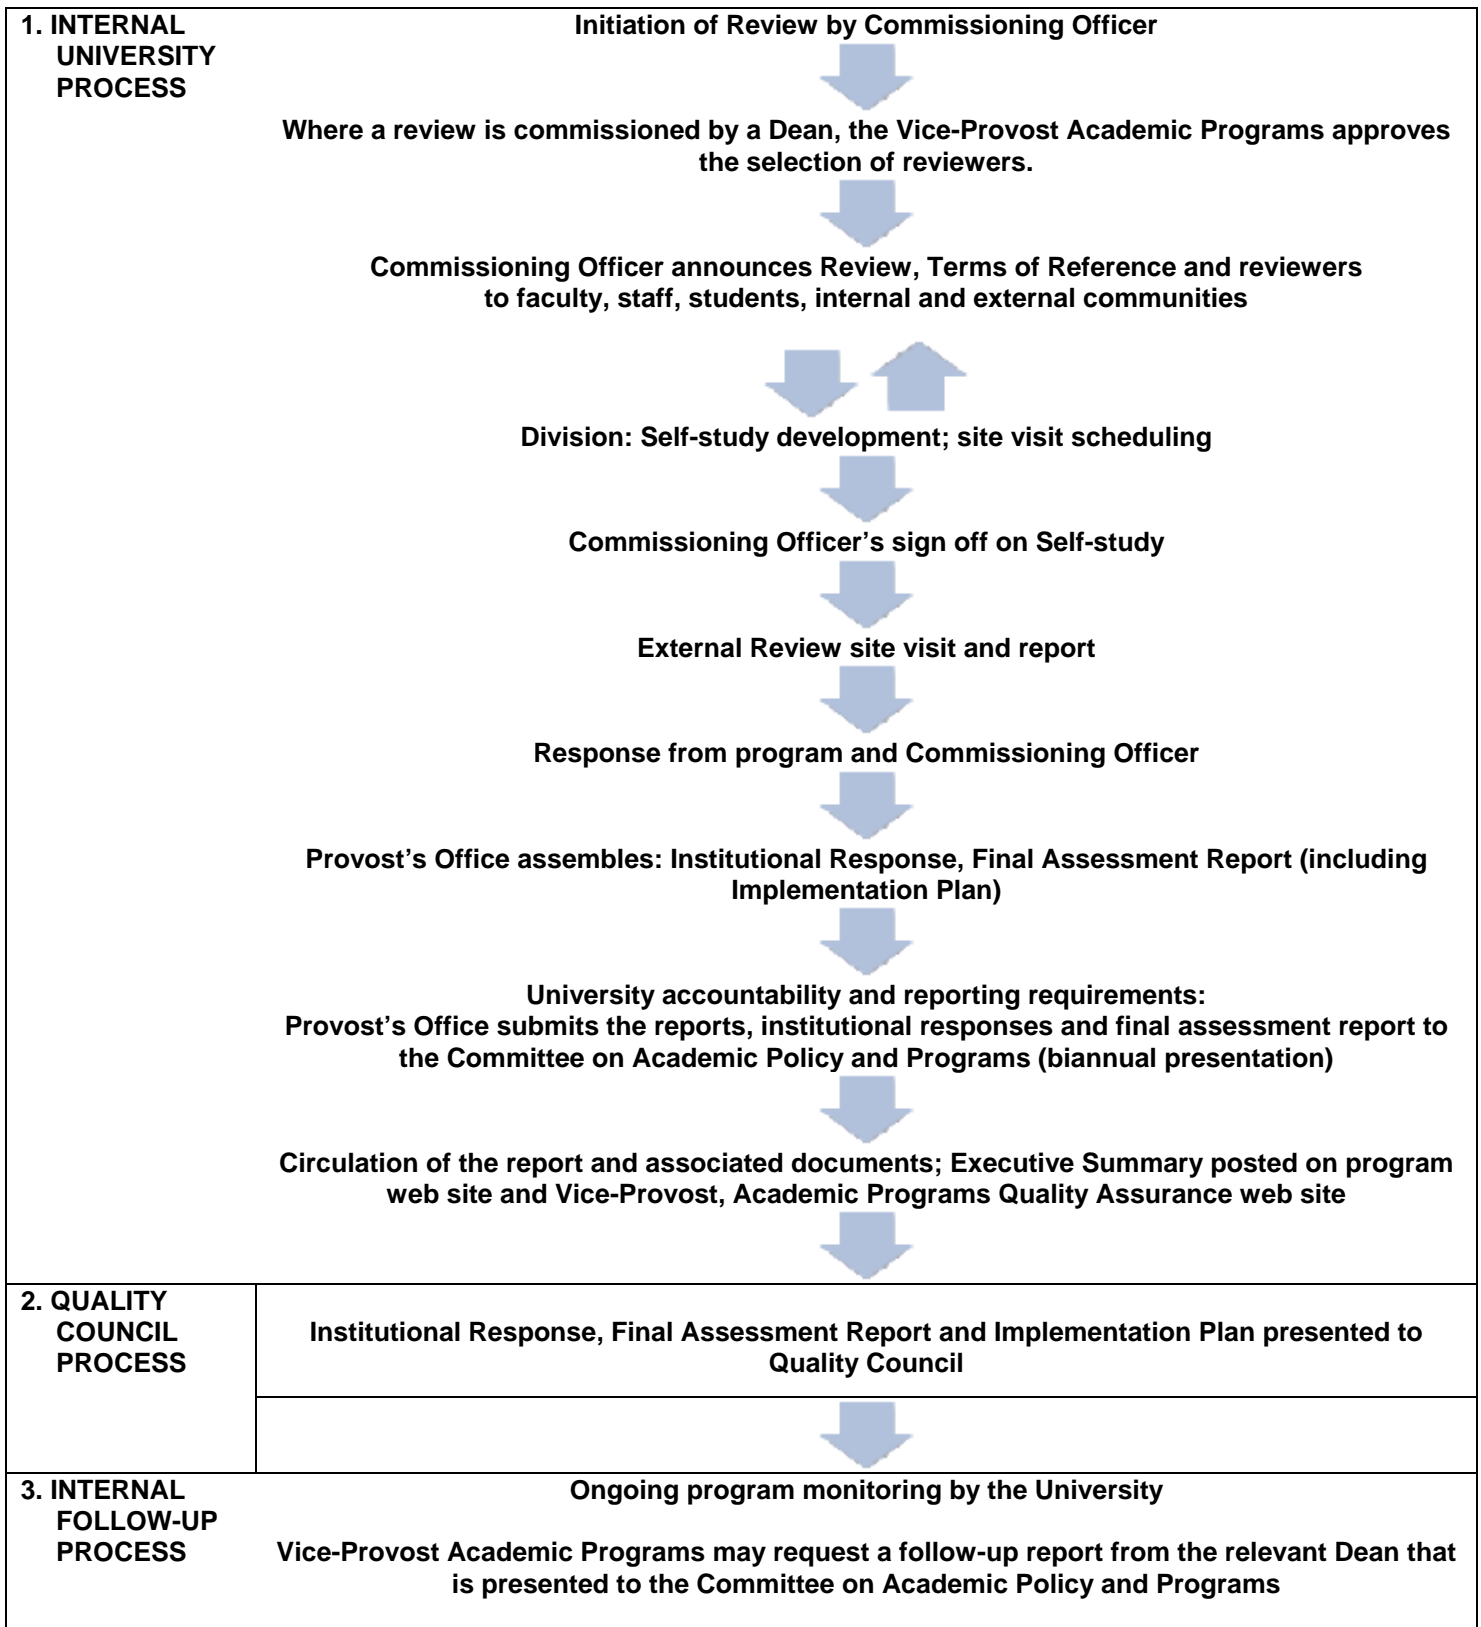 1. INTERNAL
UNIVERSITY
PROCESS
Initiation of Review by Commissioning Officer
Where a review is commissioned by a Dean, the Vice-Provost Academic Programs approves
the selection of reviewers.
Commissioning Officer announces Review, Terms of Reference and reviewers
to faculty, staff, students, internal and external communities
Division: Self-study development; site visit scheduling
Commissioning Officer’s sign off on Self-study
External Review site visit and report
Response from program and Commissioning Officer
Provost’s Office assembles: Institutional Response, Final Assessment Report (including
Implementation Plan)
University accountability and reporting requirements:
Provost’s Office submits the reports, institutional responses and final assessment report to
the Committee on Academic Policy and Programs (biannual presentation)
Circulation of the report and associated documents; Executive Summary posted on program
web site and Vice-Provost, Academic Programs Quality Assurance web site
2. QUALITY
COUNCIL
PROCESS
Institutional Response, Final Assessment Report and Implementation Plan presented to
Quality Council
3. INTERNAL
FOLLOW-UP
PROCESS
Ongoing program monitoring by the University
Vice-Provost Academic Programs may request a follow-up report from the relevant Dean that
is presented to the Committee on Academic Policy and Programs